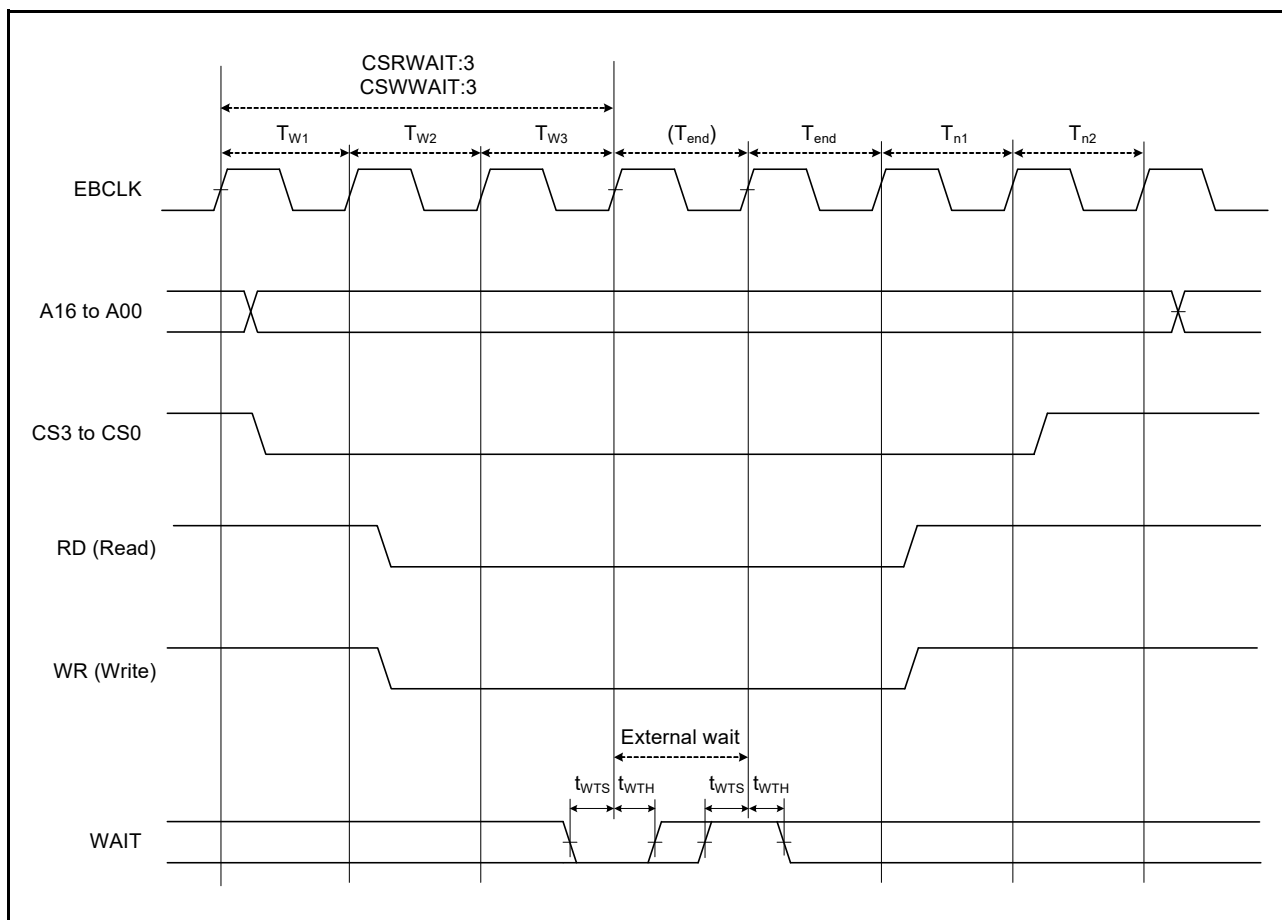 CSRWAIT:3
CSWWAIT:3
TW1 TW2 TW3 (Tend) Tend Tn1 Tn2
EBCLK
A16 to A00
CS3 to CS0
RD (Read)
WR (Write)
External wait
tWTS tWTH tWTS tWTH
WAIT